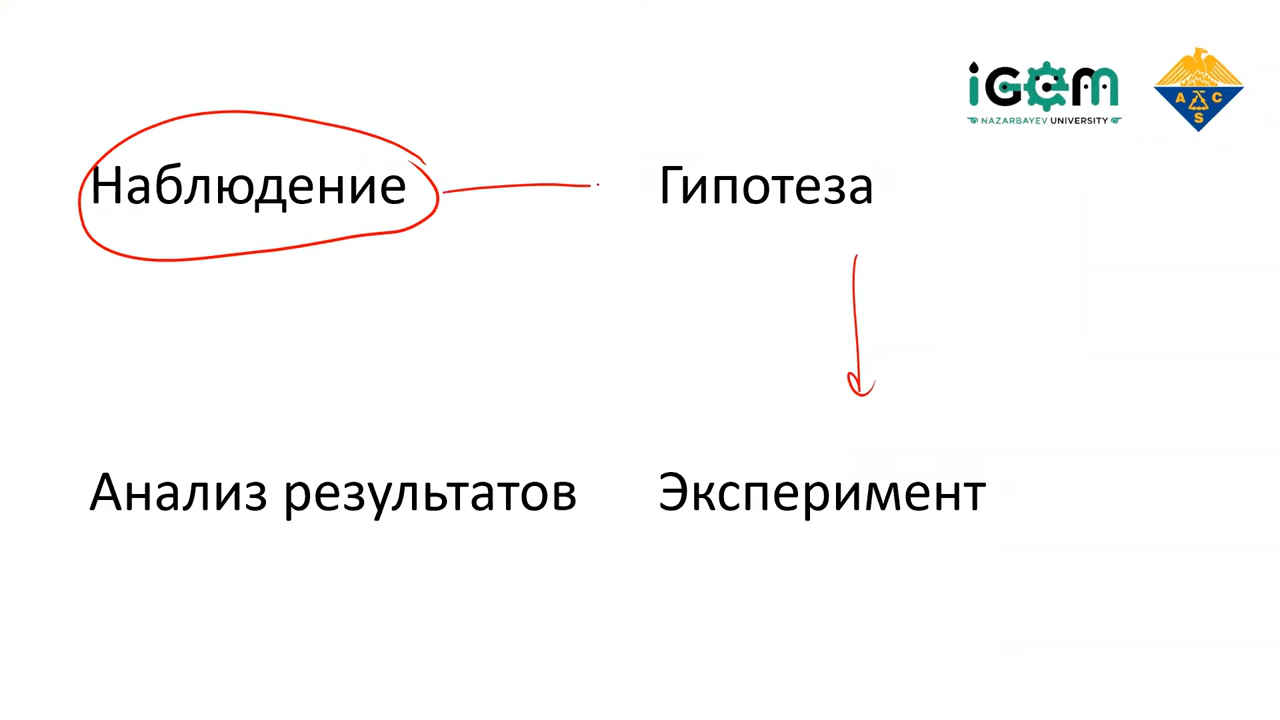 iGem
NAZARBAYEV UNIVERSITY
A C S
Наблюдение
Гипотеза
Анализ результатов
Эксперимент